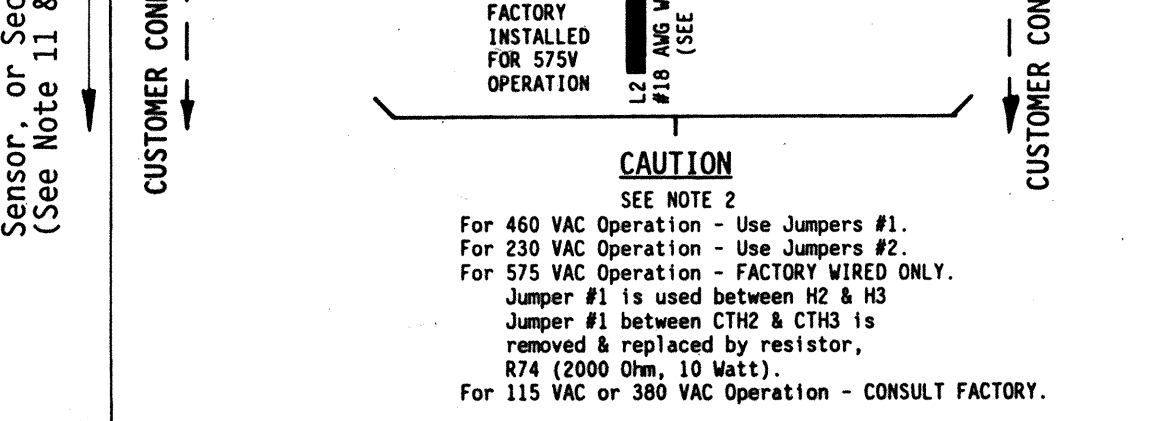 Sensor, or Sec
(See Note 11 &
CUSTOMER CON
FACTORY
INSTALLED
FOR 575V
OPERATION
L2
#18 AWG W
(SEE
CUSTOMER CON
CAUTION
SEE NOTE 2
For 460 VAC Operation - Use Jumpers #1.
For 230 VAC Operation - Use Jumpers #2.
For 575 VAC Operation - FACTORY WIRED ONLY.
Jumper #1 is used between H2 & H3
Jumper #1 between CTH2 & CTH3 is
removed & replaced by resistor,
R74 (2000 Ohm, 10 Watt).
For 115 VAC or 380 VAC Operation - CONSULT FACTORY.